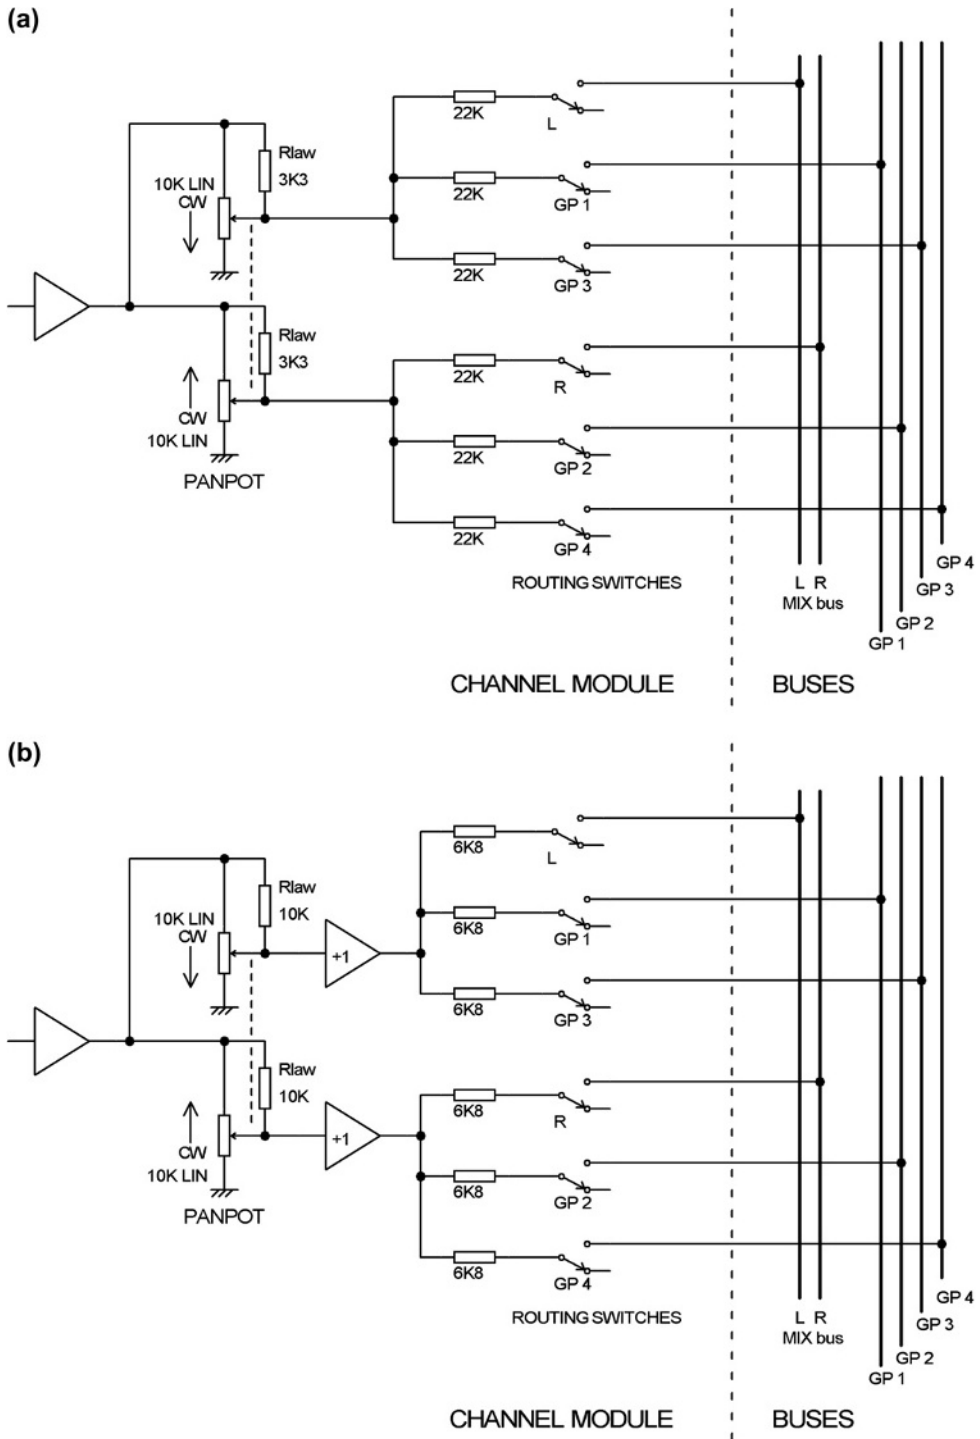 (a)
22K
L
Rlaw
3K3
10K LIN
CW
22K
GP 1
22K
GP 3
Rlaw
3K3
22K
R
CW
10K LIN
PANPOT
22K
GP 2
22K
GP 4
ROUTING SWITCHES
L R
MIX bus
GP 4
GP 3
GP 2
GP 1
CHANNEL MODULE
BUSES
(b)
6K8
L
Rlaw
10K
10K LIN
CW
+1
6K8
GP 1
6K8
GP 3
Rlaw
10K
6K8
R
CW
10K LIN
+1
PANPOT
6K8
GP 2
6K8
GP 4
ROUTING SWITCHES
L R
MIX bus
GP 4
GP 3
GP 2
GP 1
CHANNEL MODULE
BUSES